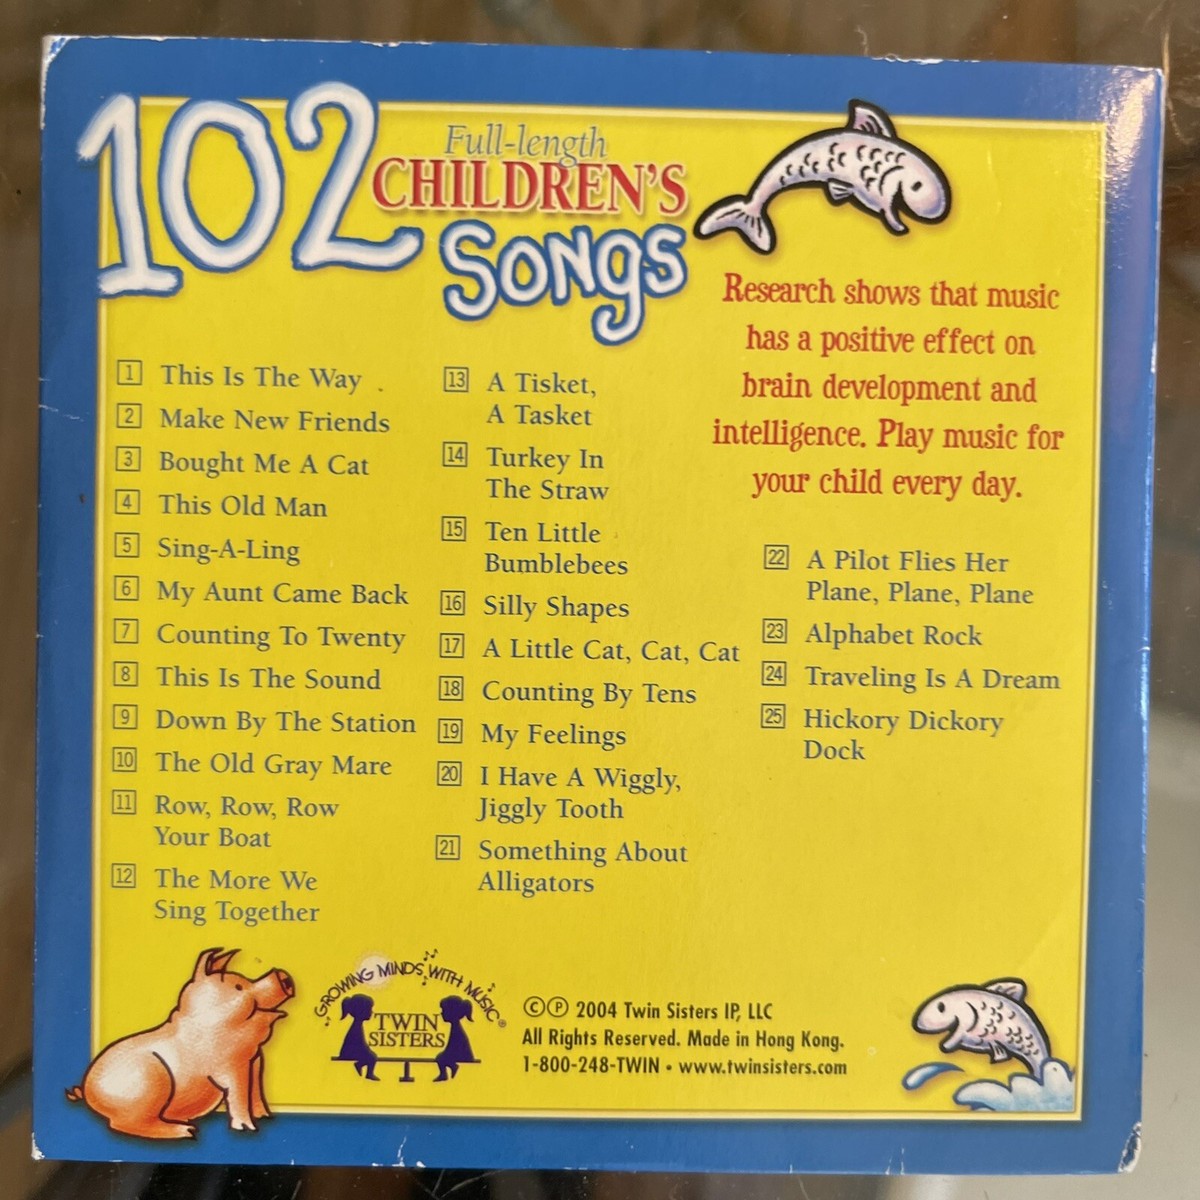 102
Full-length
CHILDREN'S
SONGS
Research shows that music
has a positive effect on
brain development and
intelligence. Play music for
your child every day.
1 This Is The Way
2 Make New Friends
3 Bought Me A Cat
4 This Old Man
5 Sing-A-Ling
6 My Aunt Came Back
7 Counting To Twenty
8 This Is The Sound
9 Down By The Station
10 The Old Gray Mare
11 Row, Row, Row
Your Boat
12 The More We
Sing Together
13 A Tisket,
A Tasket
14 Turkey In
The Straw
15 Ten Little
Bumblebees
16 Silly Shapes
17 A Little Cat, Cat, Cat
18 Counting By Tens
19 My Feelings
20 I Have A Wiggly,
Jiggly Tooth
21 Something About
Alligators
22 A Pilot Flies Her
Plane, Plane, Plane
23 Alphabet Rock
24 Traveling Is A Dream
25 Hickory Dickory
Dock
GROWING MINDS WITH MUSIC®
TWIN
SISTERS
©℗ 2004 Twin Sisters IP, LLC
All Rights Reserved. Made in Hong Kong.
1-800-248-TWIN • www.twinsisters.com